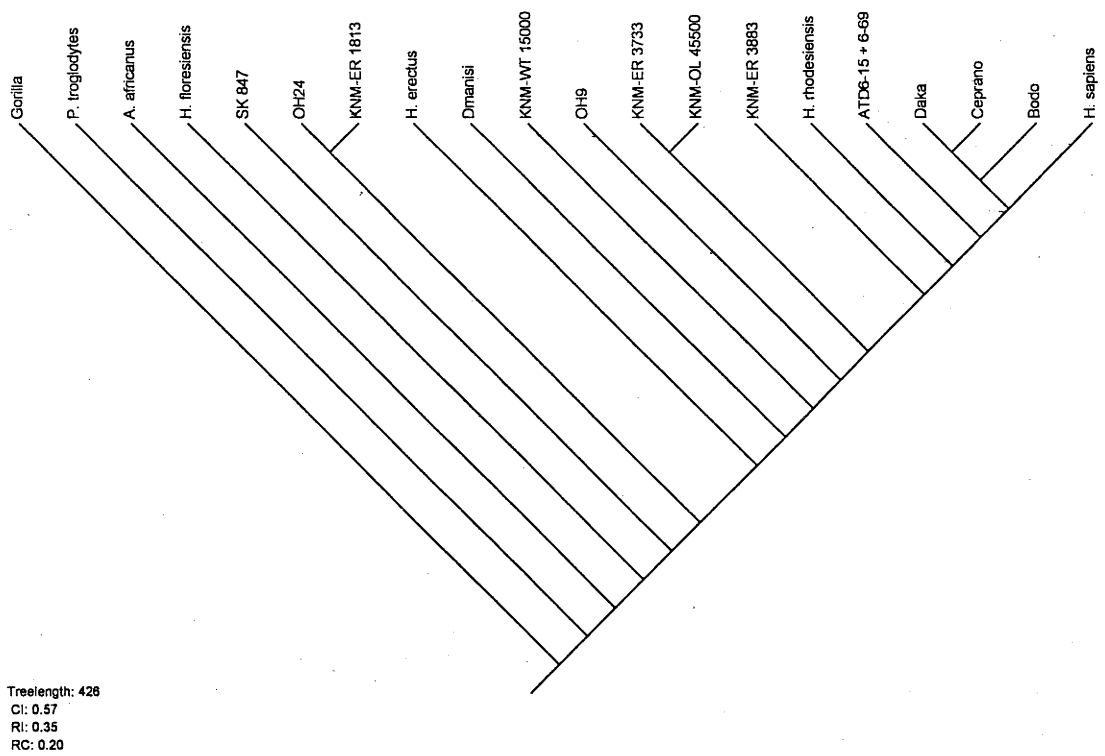 Gorilla
P. troglodytes
A. africanus
H. floresiensis
SK 847
OH24
KNM-ER 1813
H. erectus
Dmanisi
KNM-WT 15000
OH9
KNM-ER 3733
KNM-OL 45500
KNM-ER 3883
H. rhodesiensis
ATD6-15 + 6-69
Daka
Ceprano
Bodo
H. sapiens
Treelength: 426
CI: 0.57
RI: 0.35
RC: 0.20